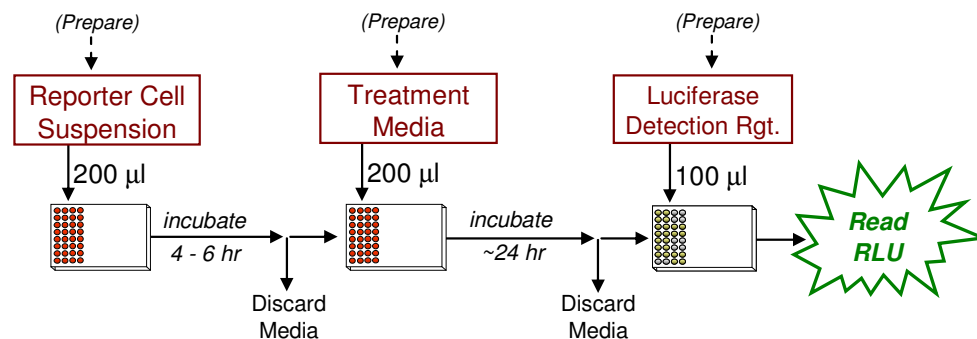 (Prepare)
(Prepare)
(Prepare)
Reporter Cell
Suspension
Treatment
Media
Luciferase
Detection Rgt.
200 µl
200 µl
100 µl
incubate
4 - 6 hr
incubate
~24 hr
Read
RLU
Discard
Media
Discard
Media